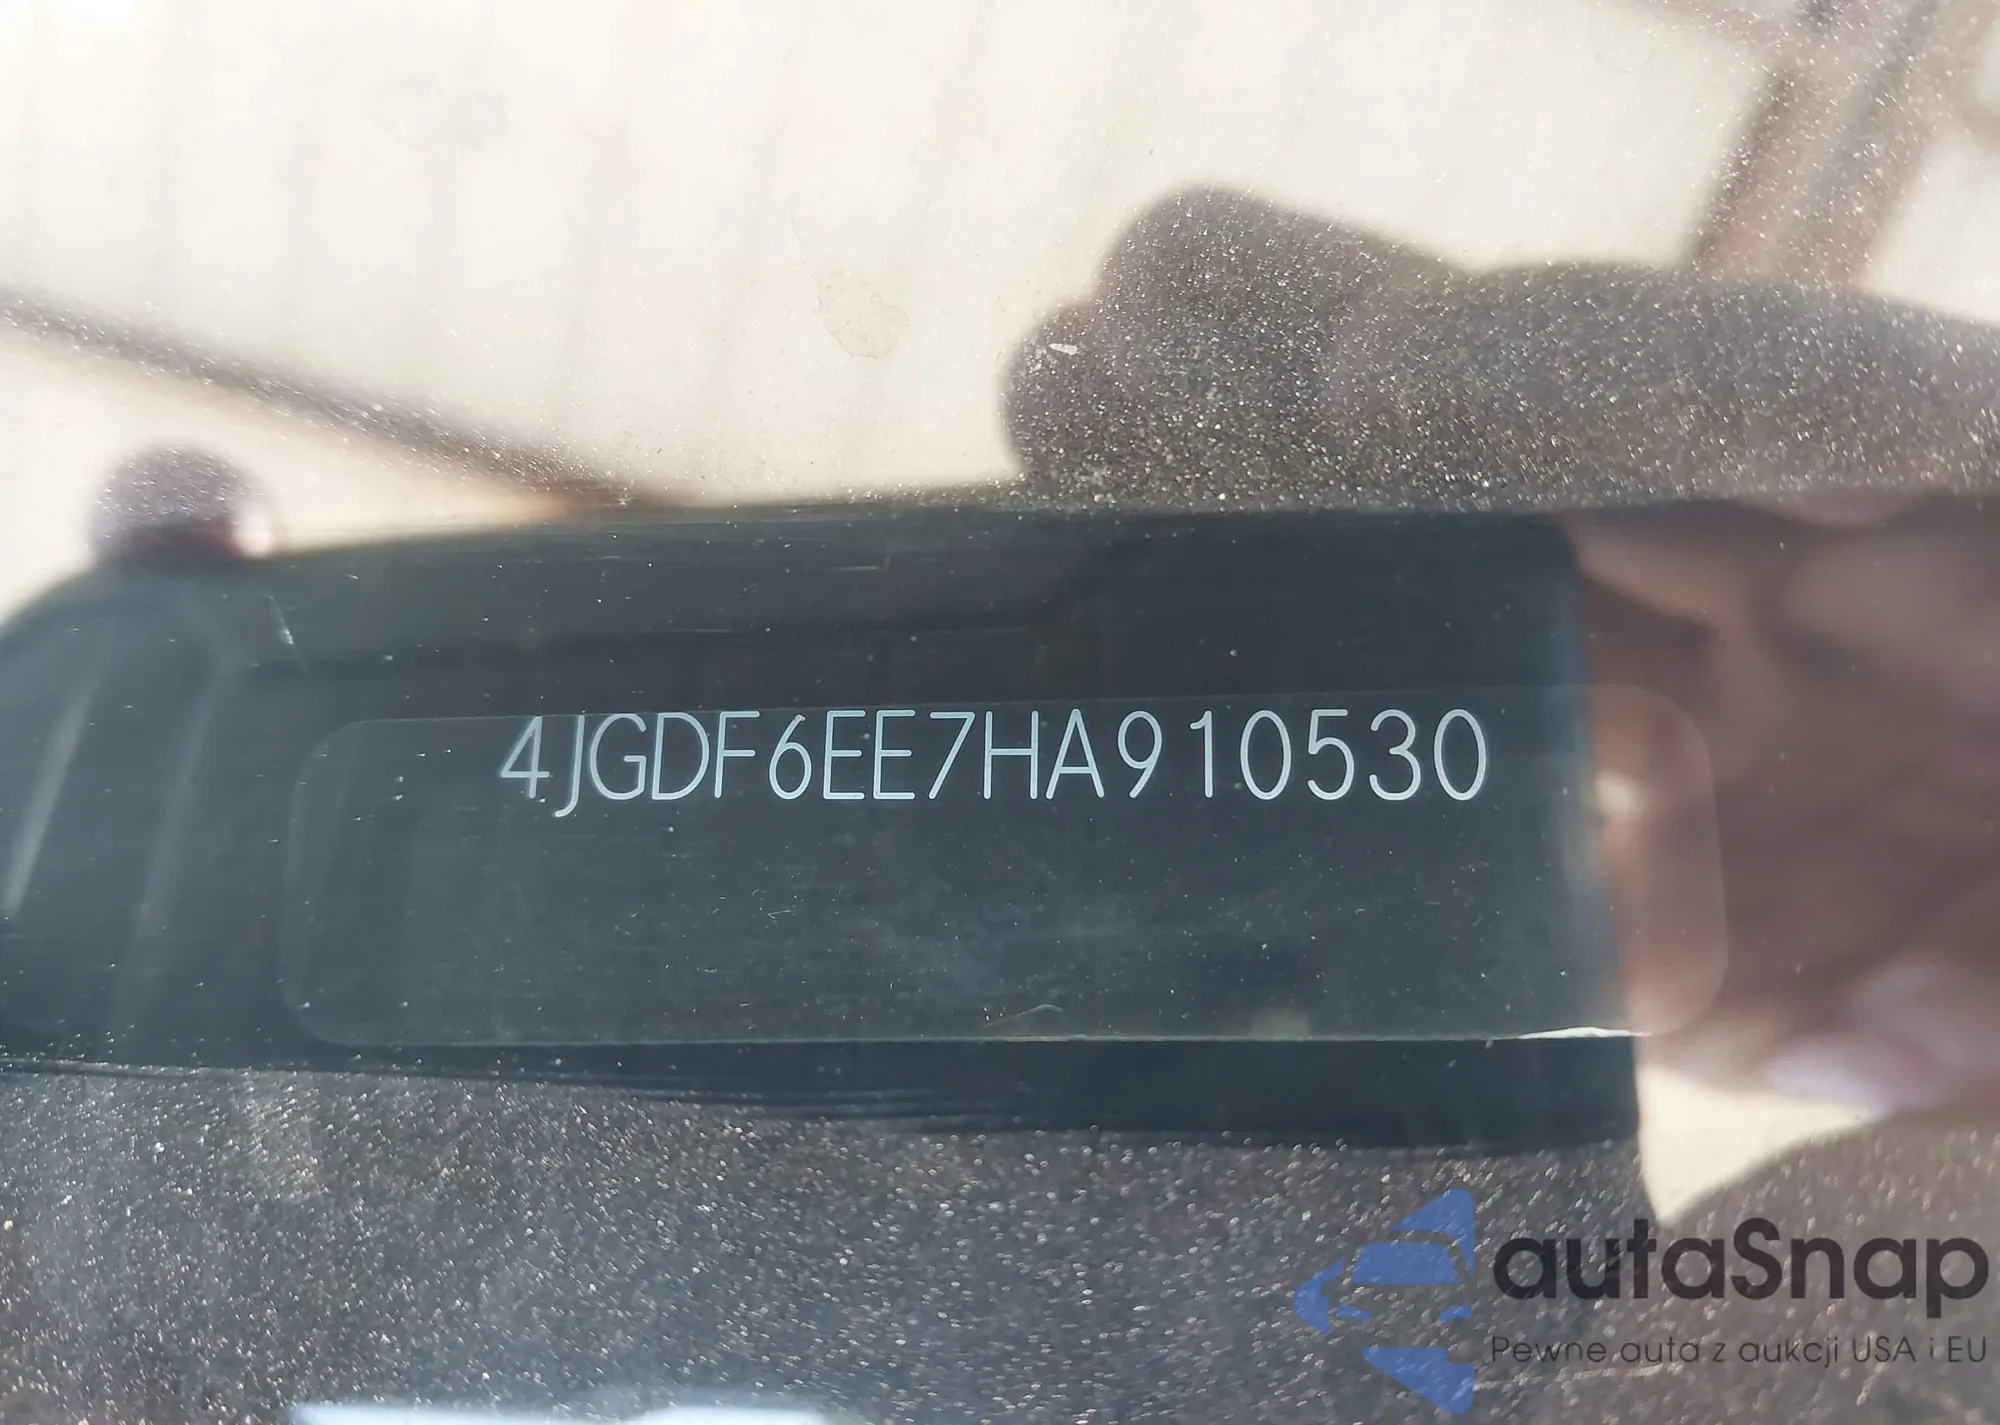 4JGDF6EE7HA910530
autaSnap
Pewne auta z aukcji USA i EU